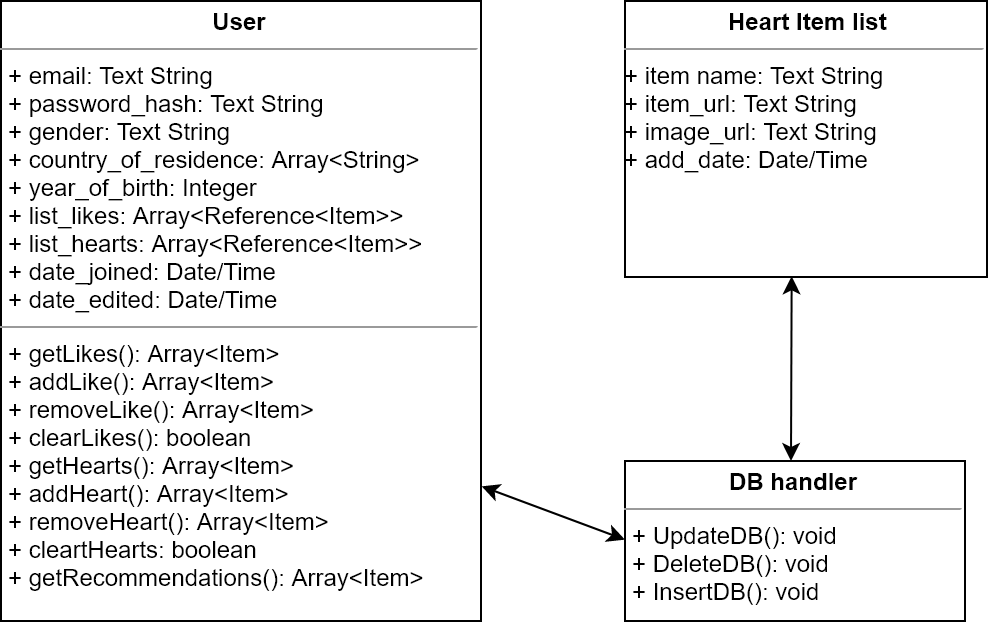 User
+ email: Text String
+ password_hash: Text String
+ gender: Text String
+ country_of_residence: Array<String>
+ year_of_birth: Integer
+ list_likes: Array<Reference<Item>>
+ list_hearts: Array<Reference<Item>>
+ date_joined: Date/Time
+ date_edited: Date/Time
+ getLikes(): Array<Item>
+ addLike(): Array<Item>
+ removeLike(): Array<Item>
+ clearLikes(): boolean
+ getHearts(): Array<Item>
+ addHeart(): Array<Item>
+ removeHeart(): Array<Item>
+ cleartHearts: boolean
+ getRecommendations(): Array<Item>
Heart Item list
+ item name: Text String
+ item_url: Text String
+ image_url: Text String
+ add_date: Date/Time
DB handler
+ UpdateDB(): void
+ DeleteDB(): void
+ InsertDB(): void